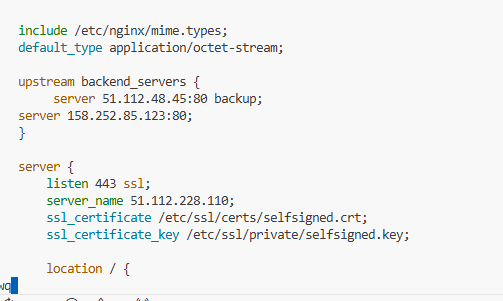 include /etc/nginx/mime.types;
default_type application/octet-stream;
upstream backend_servers {
server 51.112.48.45:80 backup;
server 158.252.85.123:80;
}
server {
listen 443 ssl;
server_name 51.112.228.110;
ssl_certificate /etc/ssl/certs/selfsigned.crt;
ssl_certificate_key /etc/ssl/private/selfsigned.key;
location / {
wq